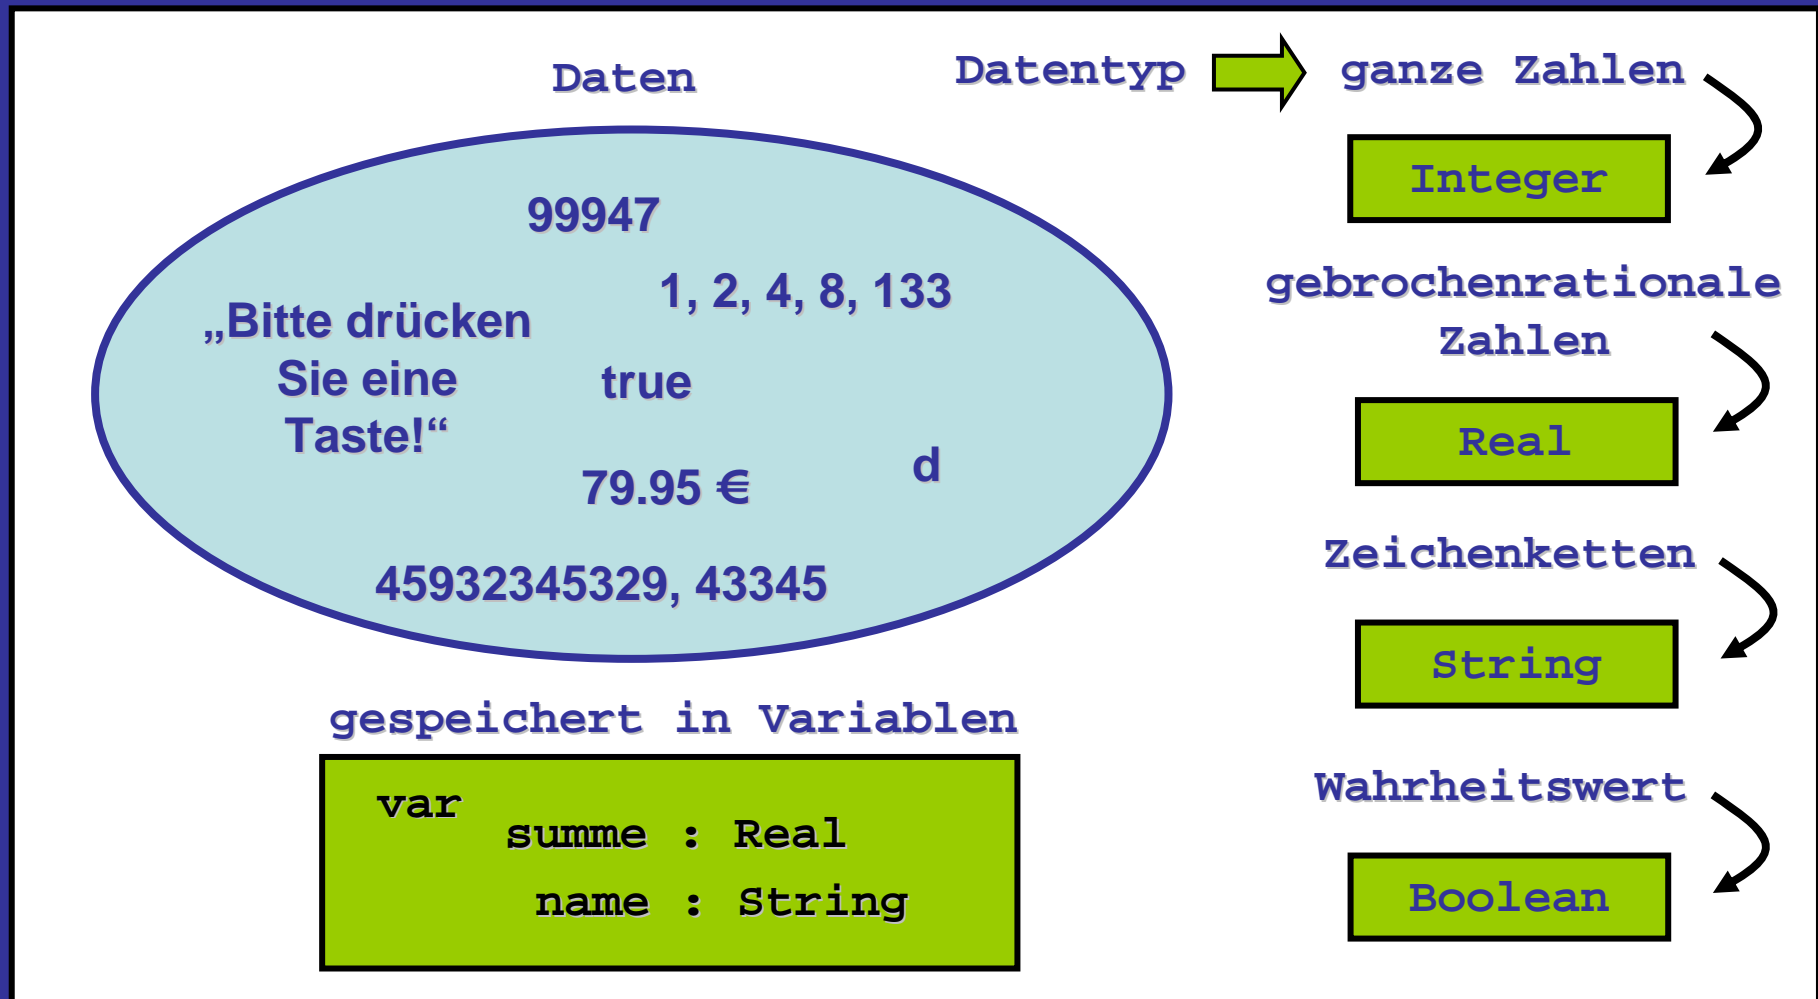 Daten
99947
1, 2, 4, 8, 133
„Bitte drücken
Sie eine
Taste!“
true
d
79.95 €
45932345329, 43345
gespeichert in Variablen
var
summe : Real
name : String
Datentyp
ganze Zahlen
Integer
gebrochenrationale
Zahlen
Real
Zeichenketten
String
Wahrheitswert
Boolean